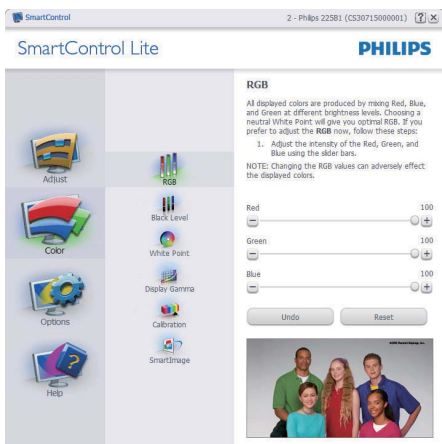 SmartControl
2 - Philips 225B1 (CS30715000001)
SmartControl Lite
PHILIPS
Adjust
Color
Options
Help
RGB
Black Level
White Point
Display Gamma
Calibration
SmartImage
RGB
All displayed colors are produced by mixing Red, Blue,
and Green at different brightness levels. Choosing a
neutral White Point will give you optimal RGB. If you
prefer to adjust the RGB now, follow these steps:
1. Adjust the intensity of the Red, Green, and
Blue using the slider bars.
NOTE: Changing the RGB values can adversely effect
the displayed colors.
Red 100
Green 100
Blue 100
Undo Reset